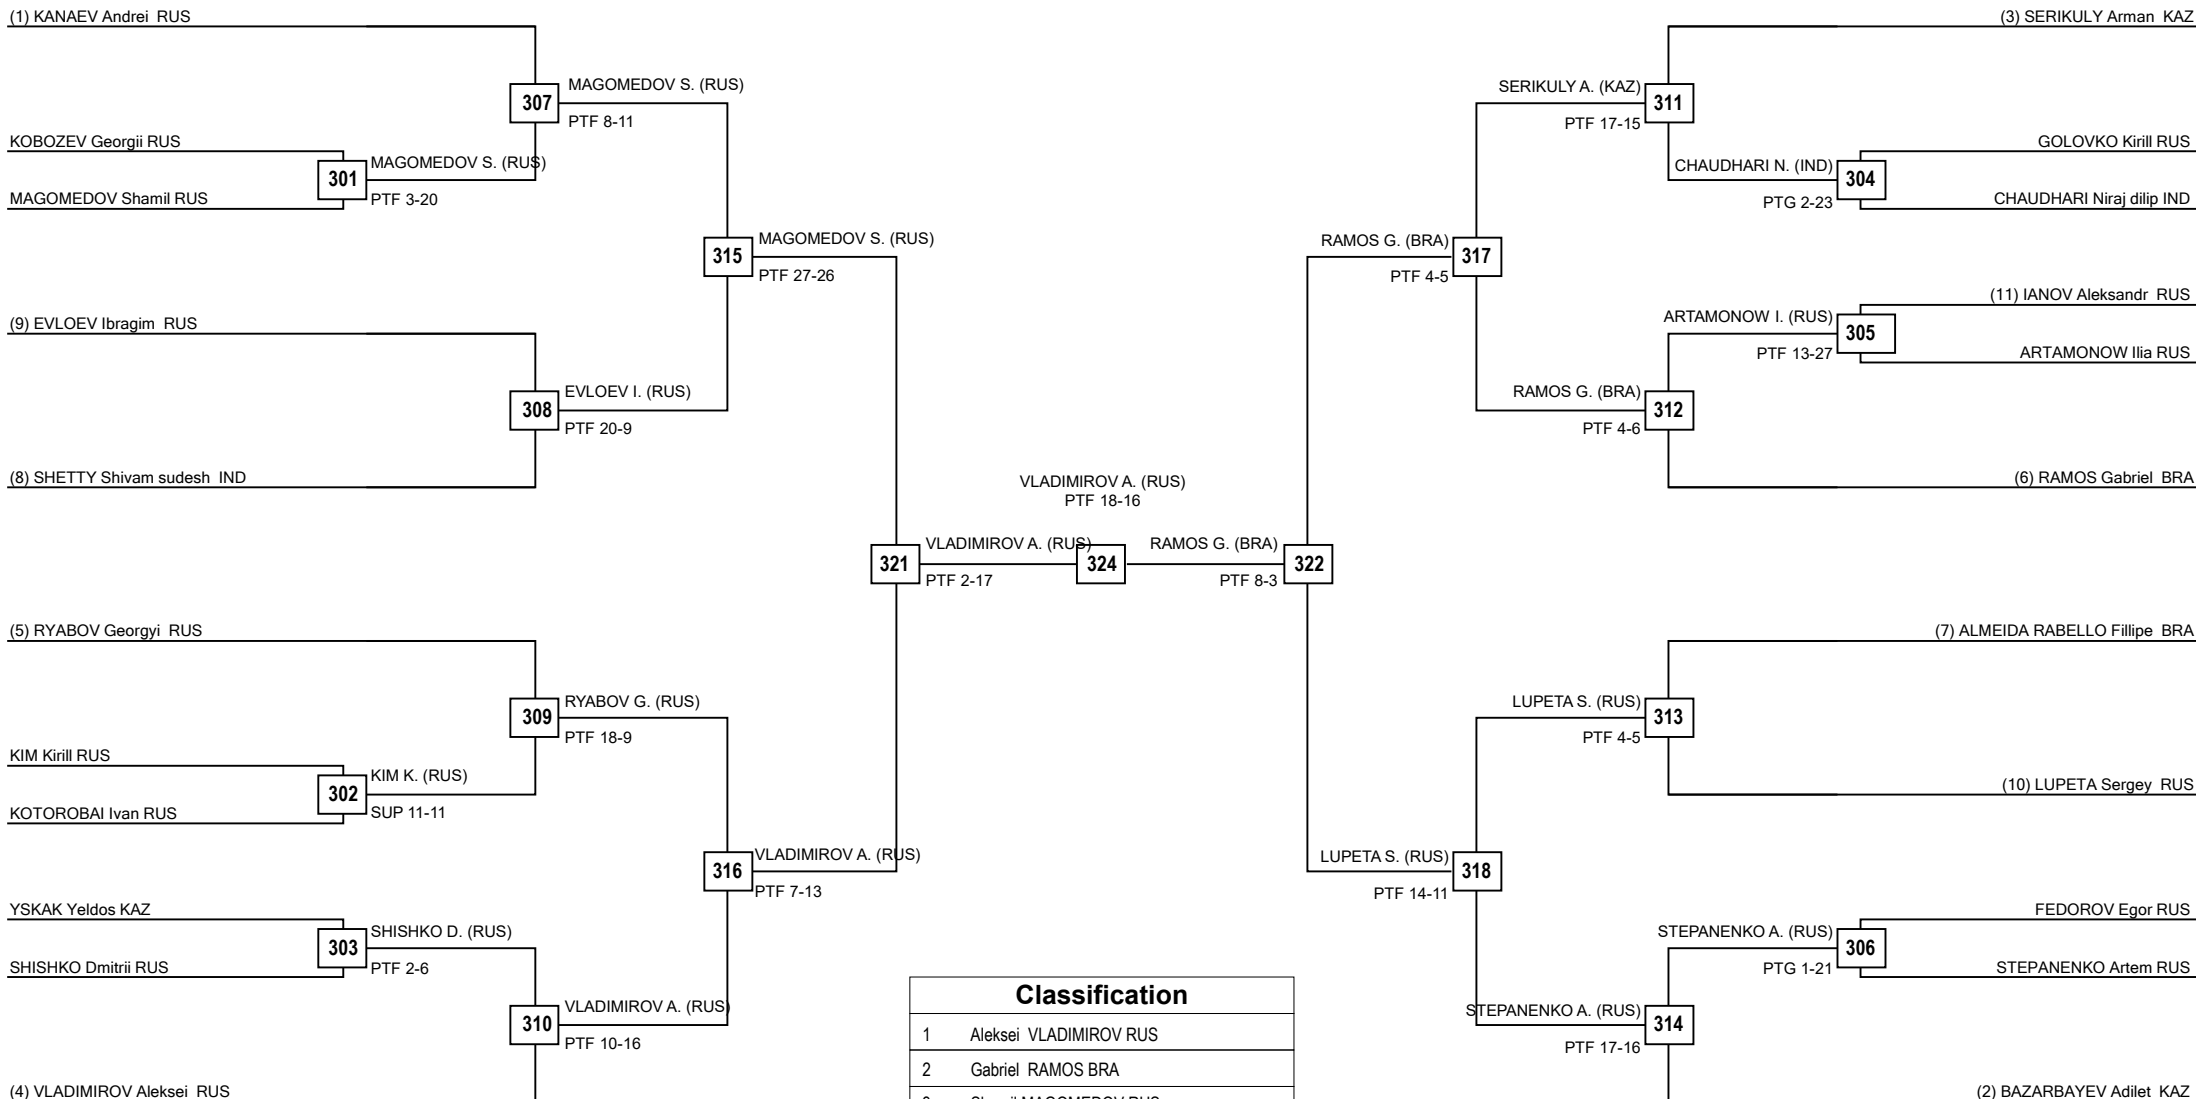 (1) KANAEV Andrei RUS
KOBOZEV Georgii RUS
MAGOMEDOV Shamil RUS
(9) EVLOEV Ibragim RUS
(8) SHETTY Shivam sudesh IND
(5) RYABOV Georgyi RUS
KIM Kirill RUS
KOTOROBAI Ivan RUS
YSKAK Yeldos KAZ
SHISHKO Dmitrii RUS
(4) VLADIMIROV Aleksei RUS
301
MAGOMEDOV S. (RUS)
PTF 3-20
302
KIM K. (RUS)
SUP 11-11
303
SHISHKO D. (RUS)
PTF 2-6
307
MAGOMEDOV S. (RUS)
PTF 8-11
308
EVLOEV I. (RUS)
PTF 20-9
309
RYABOV G. (RUS)
PTF 18-9
310
VLADIMIROV A. (RUS)
PTF 10-16
315
MAGOMEDOV S. (RUS)
PTF 27-26
316
VLADIMIROV A. (RUS)
PTF 7-13
321
VLADIMIROV A. (RUS)
PTF 2-17
VLADIMIROV A. (RUS)
PTF 18-16
324
RAMOS G. (BRA)
PTF 8-3
322
RAMOS G. (BRA)
PTF 4-5
317
LUPETA S. (RUS)
PTF 14-11
318
SERIKULY A. (KAZ)
PTF 17-15
311
RAMOS G. (BRA)
PTF 4-6
312
LUPETA S. (RUS)
PTF 4-5
313
STEPANENKO A. (RUS)
PTF 17-16
314
CHAUDHARI N. (IND)
PTG 2-23
304
ARTAMONOW I. (RUS)
PTF 13-27
305
STEPANENKO A. (RUS)
PTG 1-21
306
(3) SERIKULY Arman KAZ
GOLOVKO Kirill RUS
CHAUDHARI Niraj dilip IND
(11) IANOV Aleksandr RUS
ARTAMONOW Ilia RUS
(6) RAMOS Gabriel BRA
(7) ALMEIDA RABELLO Fillipe BRA
(10) LUPETA Sergey RUS
FEDOROV Egor RUS
STEPANENKO Artem RUS
(2) BAZARBAYEV Adilet KAZ
Classification
1 Aleksei VLADIMIROV RUS
2 Gabriel RAMOS BRA
3 Shamil MAGOMEDOV RUS